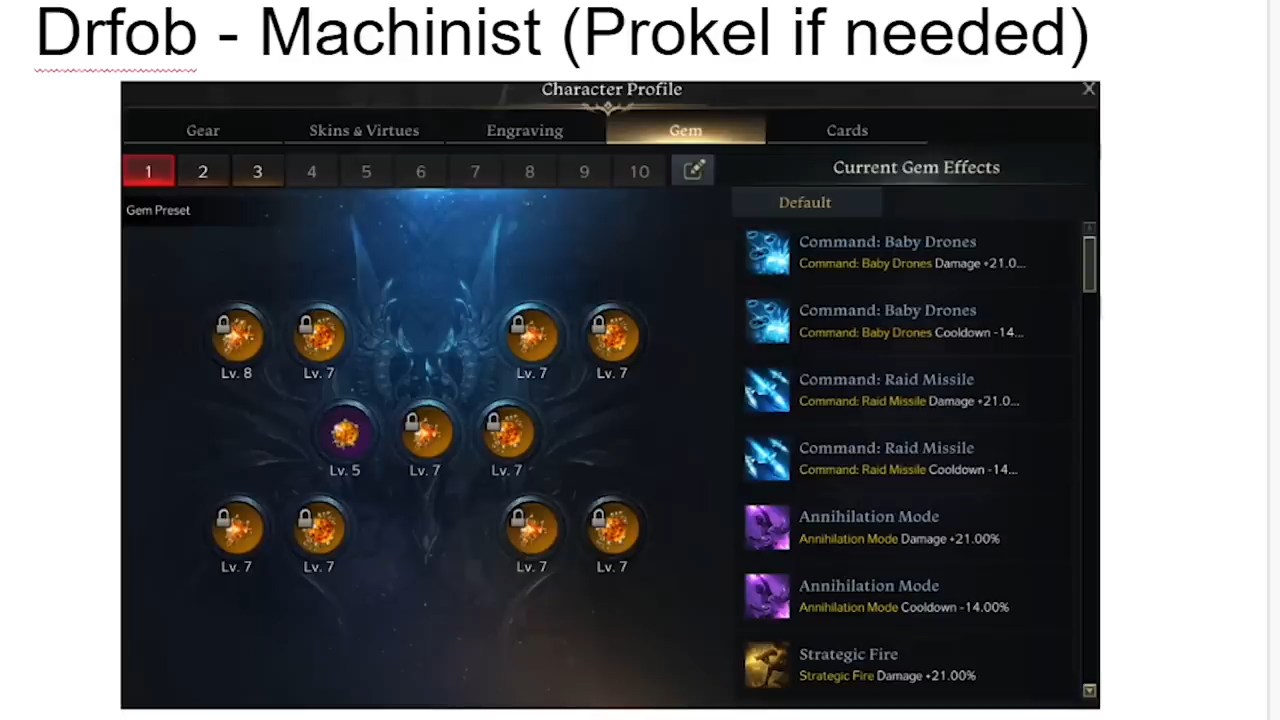 Drfob - Machinist (Prokel if needed)
Character Profile
X
Gear
Skins & Virtues
Engraving
Gem
Cards
1
2
3
4
5
6
7
8
9
10
Current Gem Effects
Gem Preset
Default
Lv. 8
Lv. 7
Lv. 7
Lv. 7
Lv. 5
Lv. 7
Lv. 7
Lv. 7
Lv. 7
Lv. 7
Lv. 7
Command: Baby Drones
Command: Baby Drones Damage +21.0...
Command: Baby Drones
Command: Baby Drones Cooldown -14...
Command: Raid Missile
Command: Raid Missile Damage +21.0...
Command: Raid Missile
Command: Raid Missile Cooldown -14...
Annihilation Mode
Annihilation Mode Damage +21.00%
Annihilation Mode
Annihilation Mode Cooldown -14.00%
Strategic Fire
Strategic Fire Damage +21.00%